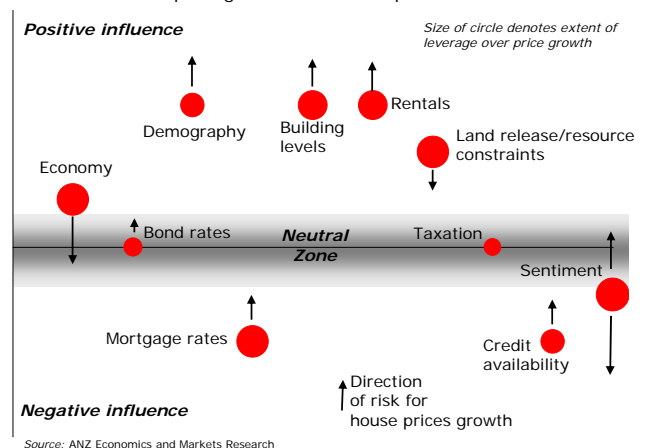 Positive influence
Size of circle denotes extent of
leverage over price growth
Demography
Building
levels
Rentals
Land release/resource
constraints
Economy
Bond rates
Neutral
Zone
Taxation
Sentiment
Mortgage rates
Credit
availability
Direction
of risk for
house prices growth
Negative influence
Source: ANZ Economics and Markets Research